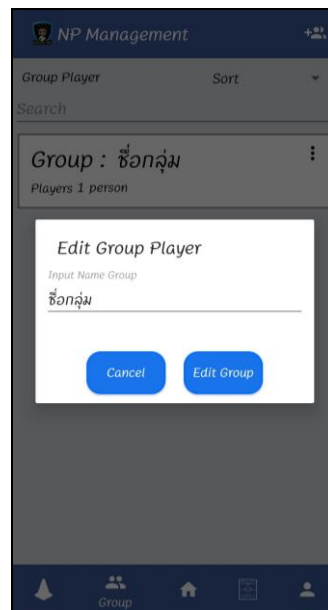 NP Management
Group Player Sort
Search
Group : ชื่อกลุ่ม
Players 1 person
Edit Group Player
Input Name Group
ชื่อกลุ่ม
Cancel Edit Group
Group